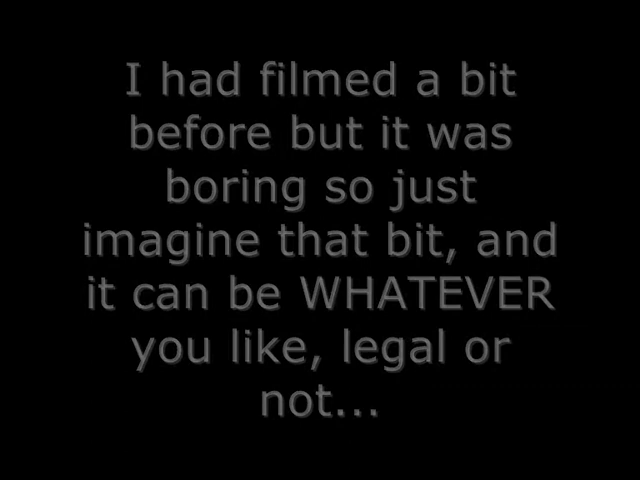 I had filmed a bit
before but it was
boring so just
imagine that bit, and
it can be WHATEVER
you like, legal or
not...